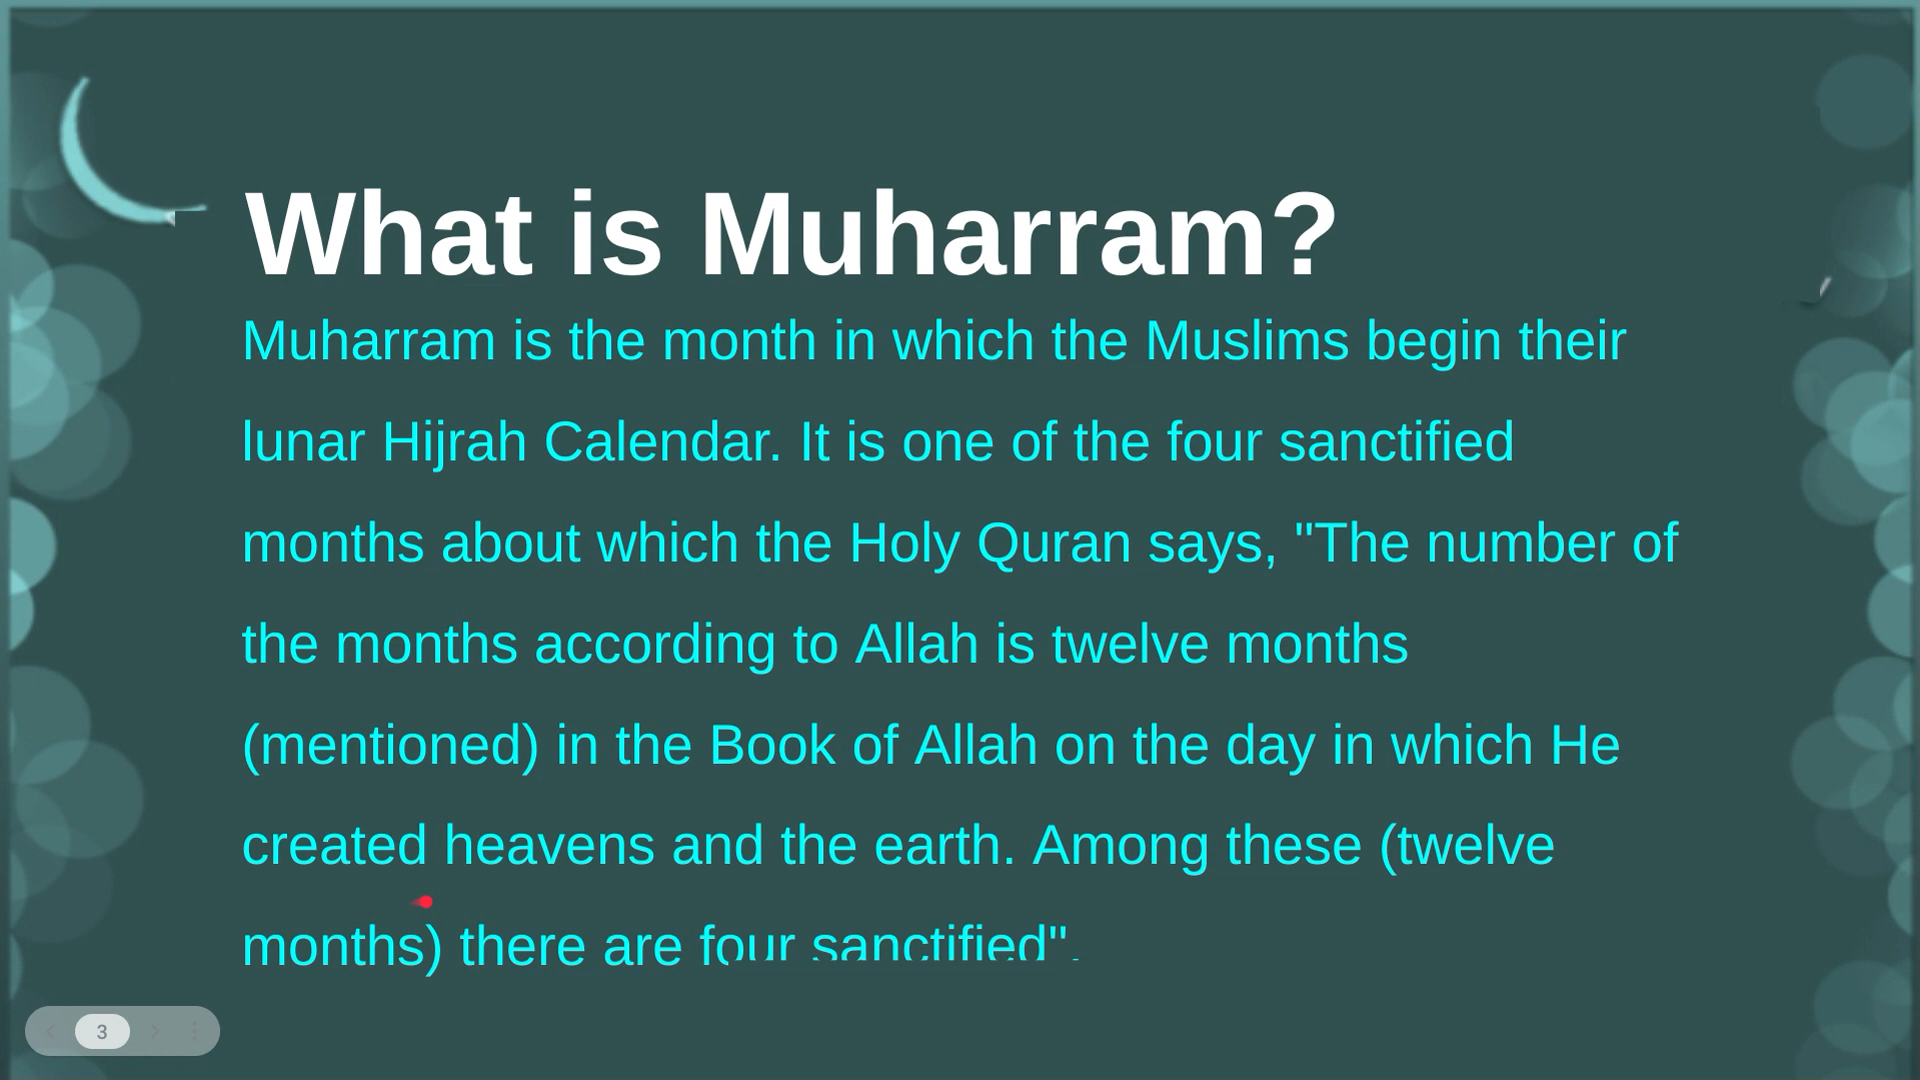 What is Muharram?
Muharram is the month in which the Muslims begin their
lunar Hijrah Calendar. It is one of the four sanctified
months about which the Holy Quran says, "The number of
the months according to Allah is twelve months
(mentioned) in the Book of Allah on the day in which He
created heavens and the earth. Among these (twelve
months) there are four sanctified".
3